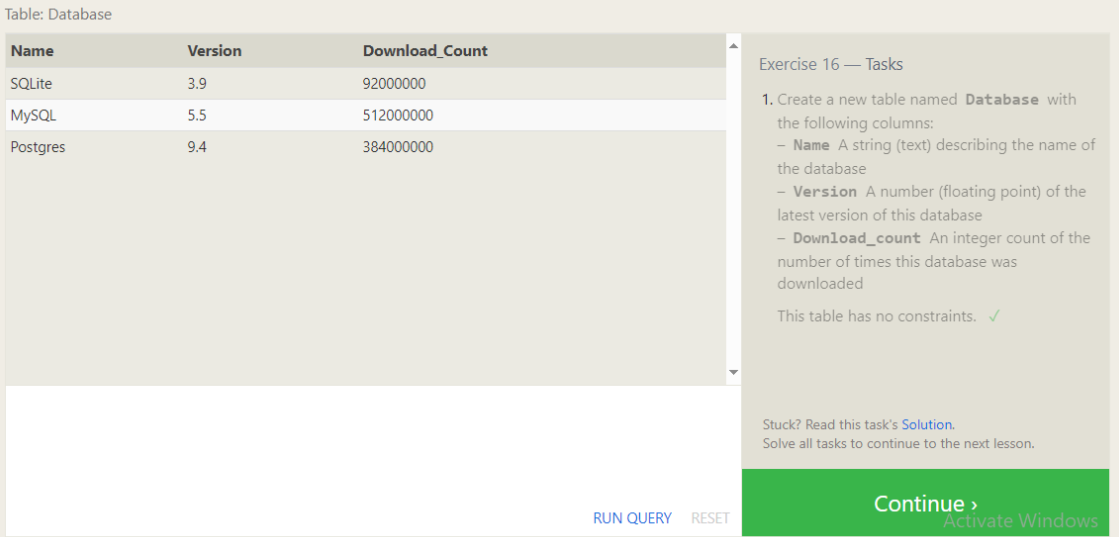 Table: Database
Name Version Download_Count
SQLite 3.9 92000000
MySQL 5.5 512000000
Postgres 9.4 384000000
RUN QUERY RESET
Exercise 16 — Tasks
1. Create a new table named Database with
the following columns:
– Name A string (text) describing the name of
the database
– Version A number (floating point) of the
latest version of this database
– Download_count An integer count of the
number of times this database was
downloaded
This table has no constraints. ✓
Stuck? Read this task's Solution.
Solve all tasks to continue to the next lesson.
Continue ›
Activate Windows